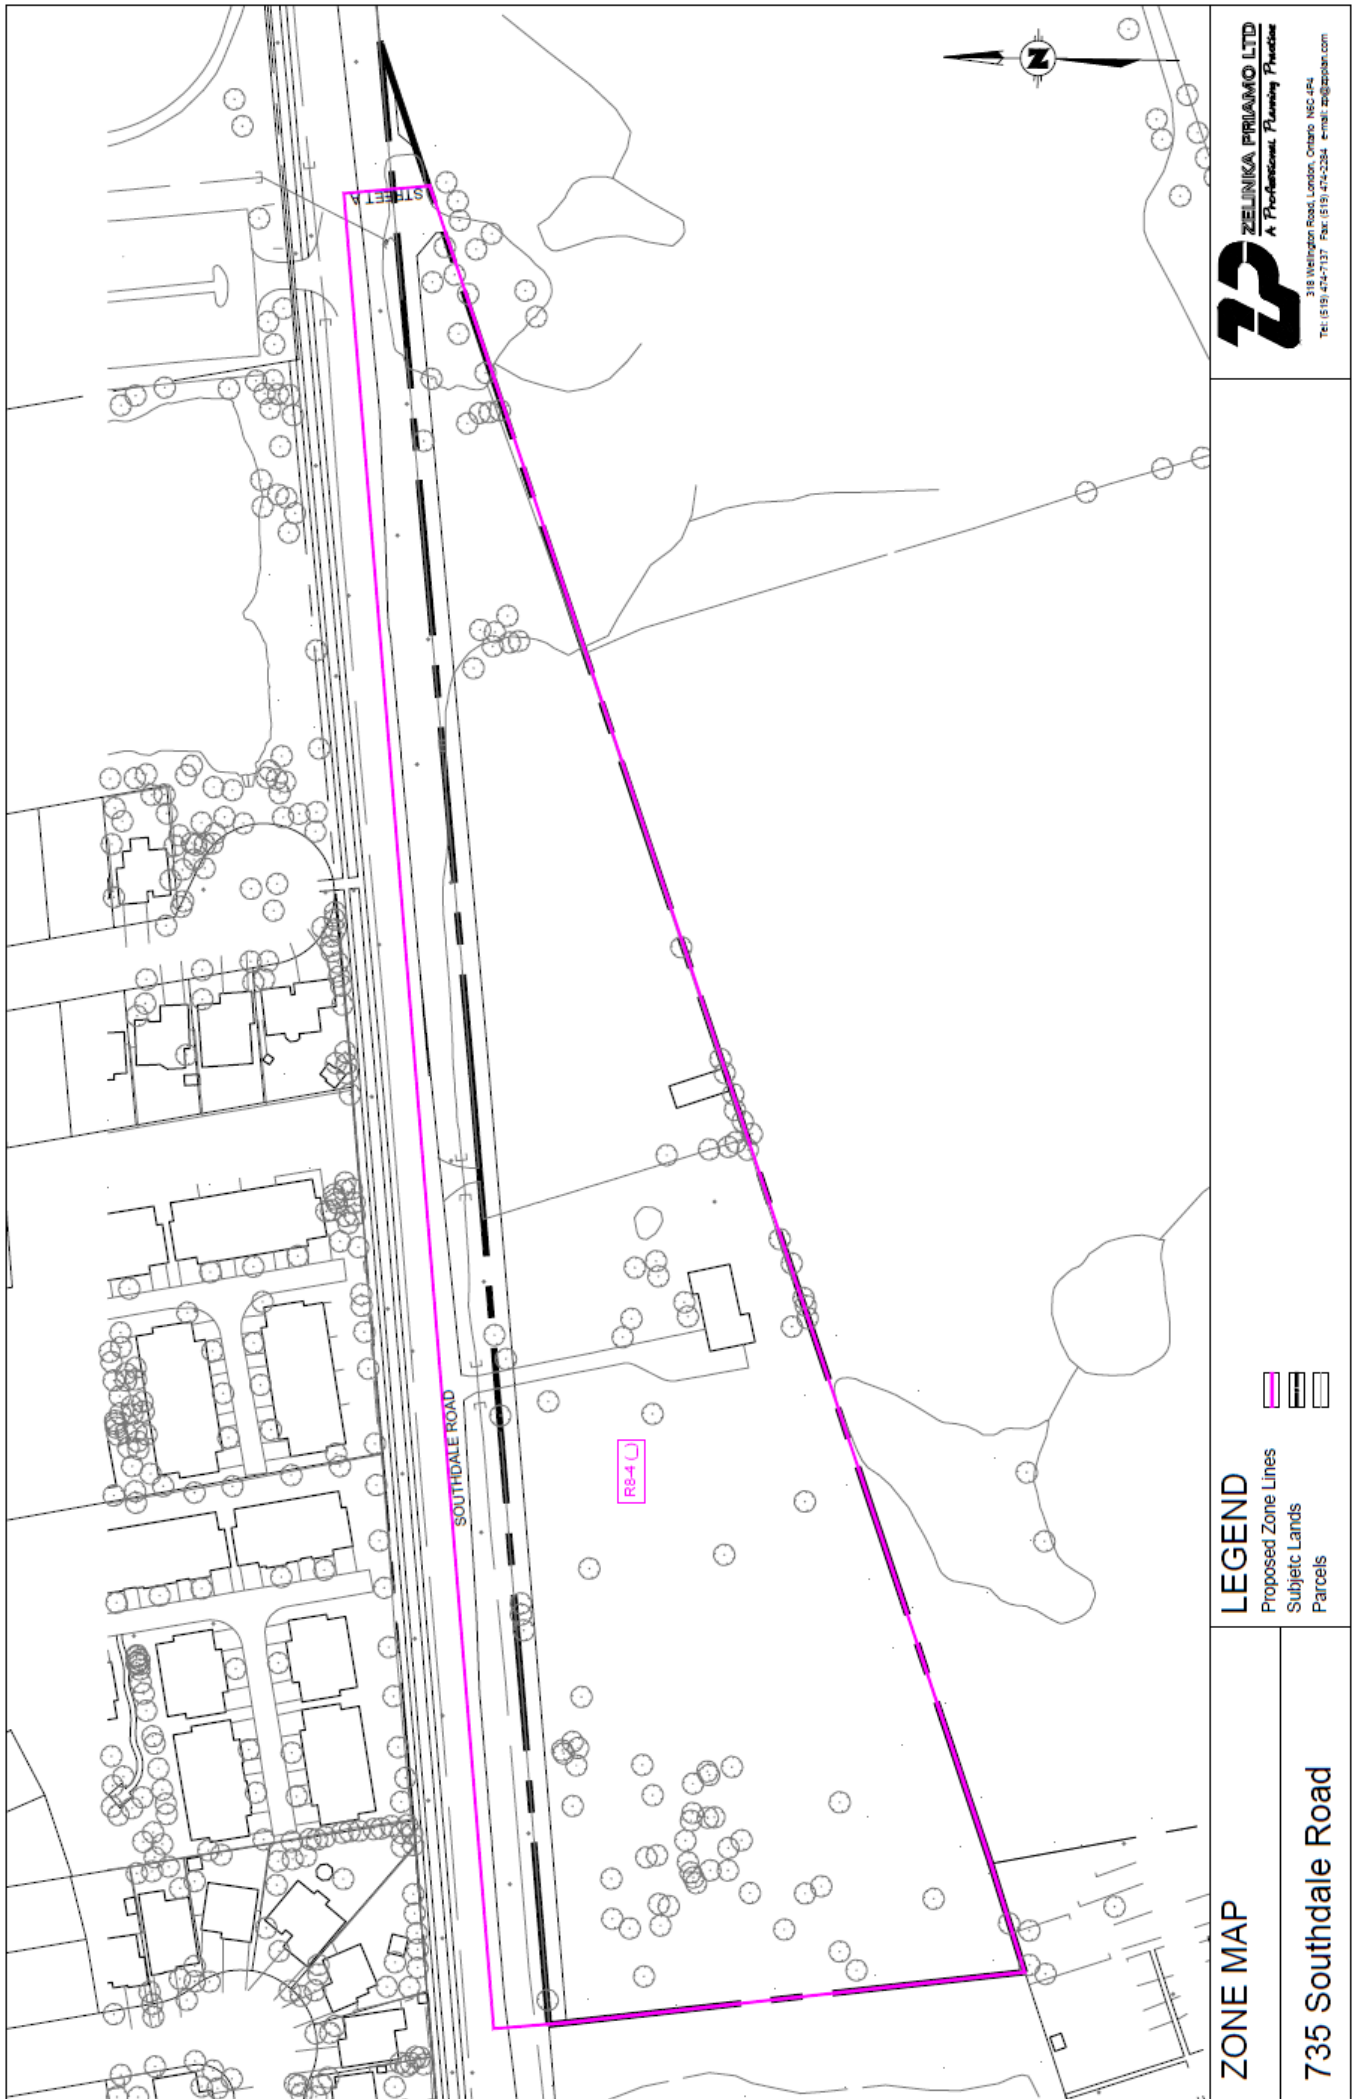 STREET A
SOUTHDALE ROAD
R8-4 (_)
N
ZONE MAP
735 Southdale Road
LEGEND
Proposed Zone Lines
Subjetc Lands
Parcels
ZP
ZELINKA PRIAMO LTD
A Professional Planning Practice
318 Wellington Road, London, Ontario N6C 4P4
Tel: (519) 474-7137 Fax: (519) 474-2284 e-mail: zp@zpplan.com